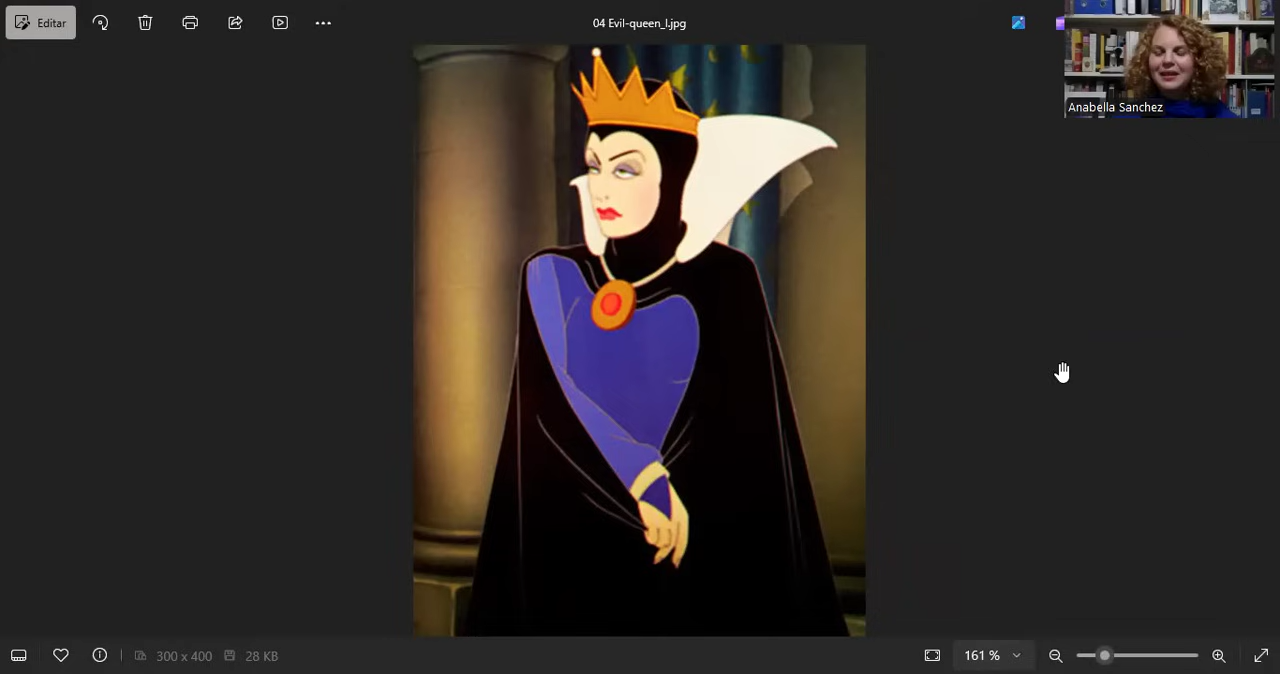 Editar
04 Evil-queen_l.jpg
Anabella Sanchez
300 x 400
28 KB
161 %